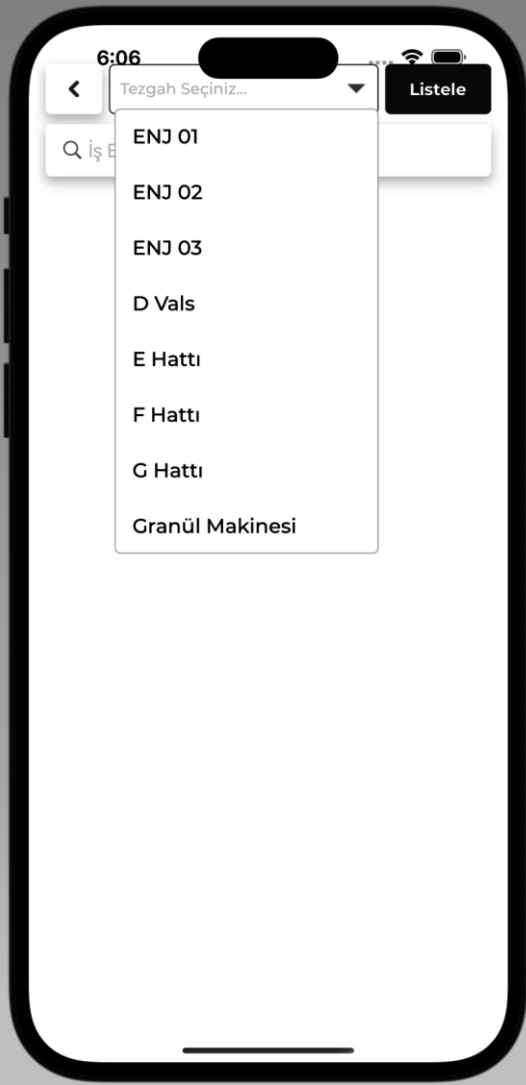 6:06
Tezgah Seçiniz...
Listele
İş
ENJ 01
ENJ 02
ENJ 03
D Vals
E Hattı
F Hattı
G Hattı
Granül Makinesi